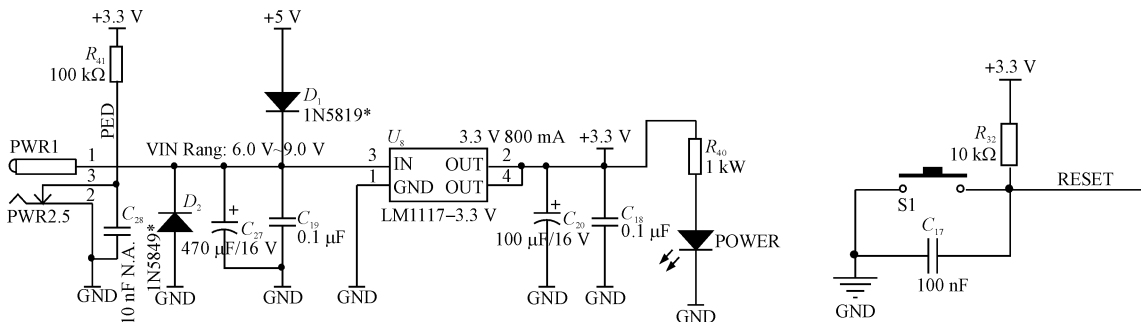 +3.3 V
R41
100 kΩ
PED
PWR1
1
3
2
PWR2.5
C28
10 nF N.A.
GND
VIN Rang: 6.0 V~9.0 V
D2
1N5849*
GND
+
C27
470 μF/16 V
+5 V
D1
1N5819*
C19
0.1 μF
GND
U8
3.3 V 800 mA
3
IN
OUT
2
1
GND
OUT
4
LM1117-3.3 V
GND
+
C20
100 μF/16 V
GND
+3.3 V
C18
0.1 μF
GND
R40
1 kW
POWER
GND
+3.3 V
R32
10 kΩ
RESET
S1
C17
100 nF
GND